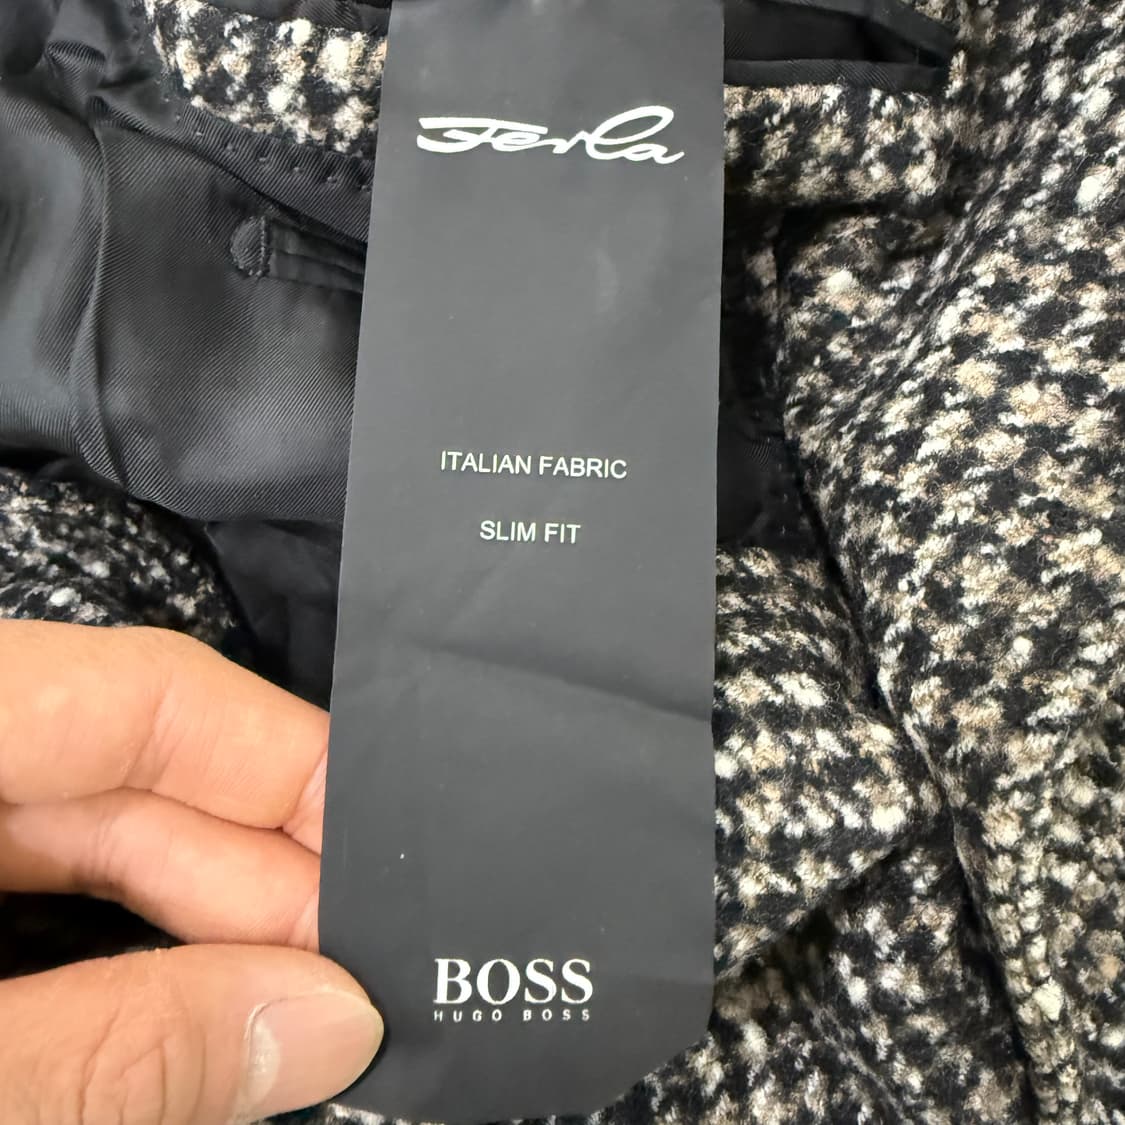 Ferla
ITALIAN FABRIC
SLIM FIT
BOSS
HUGO BOSS